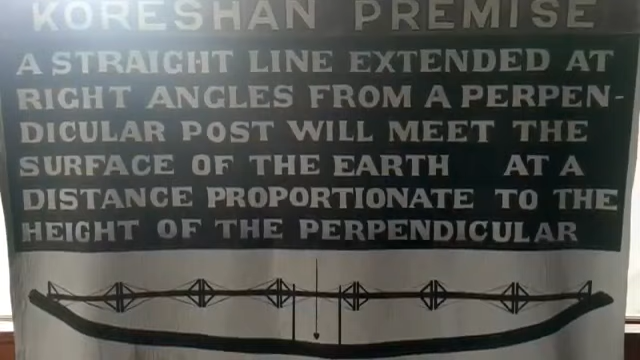 KORESHAN PREMISE
A STRAIGHT LINE EXTENDED AT
RIGHT ANGLES FROM A PERPEN-
DICULAR POST WILL MEET THE
SURFACE OF THE EARTH AT A
DISTANCE PROPORTIONATE TO THE
HEIGHT OF THE PERPENDICULAR